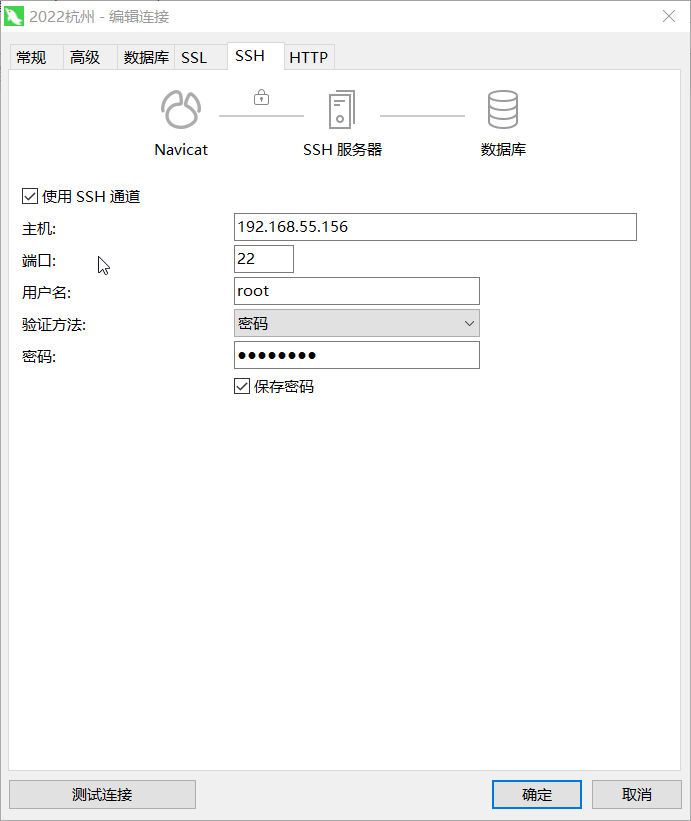 2022杭州 - 编辑连接
常规 高级 数据库 SSL SSH HTTP
Navicat SSH 服务器 数据库
使用 SSH 通道
主机: 192.168.55.156
端口: 22
用户名: root
验证方法: 密码
密码: ●●●●●●●●
保存密码
测试连接 确定 取消